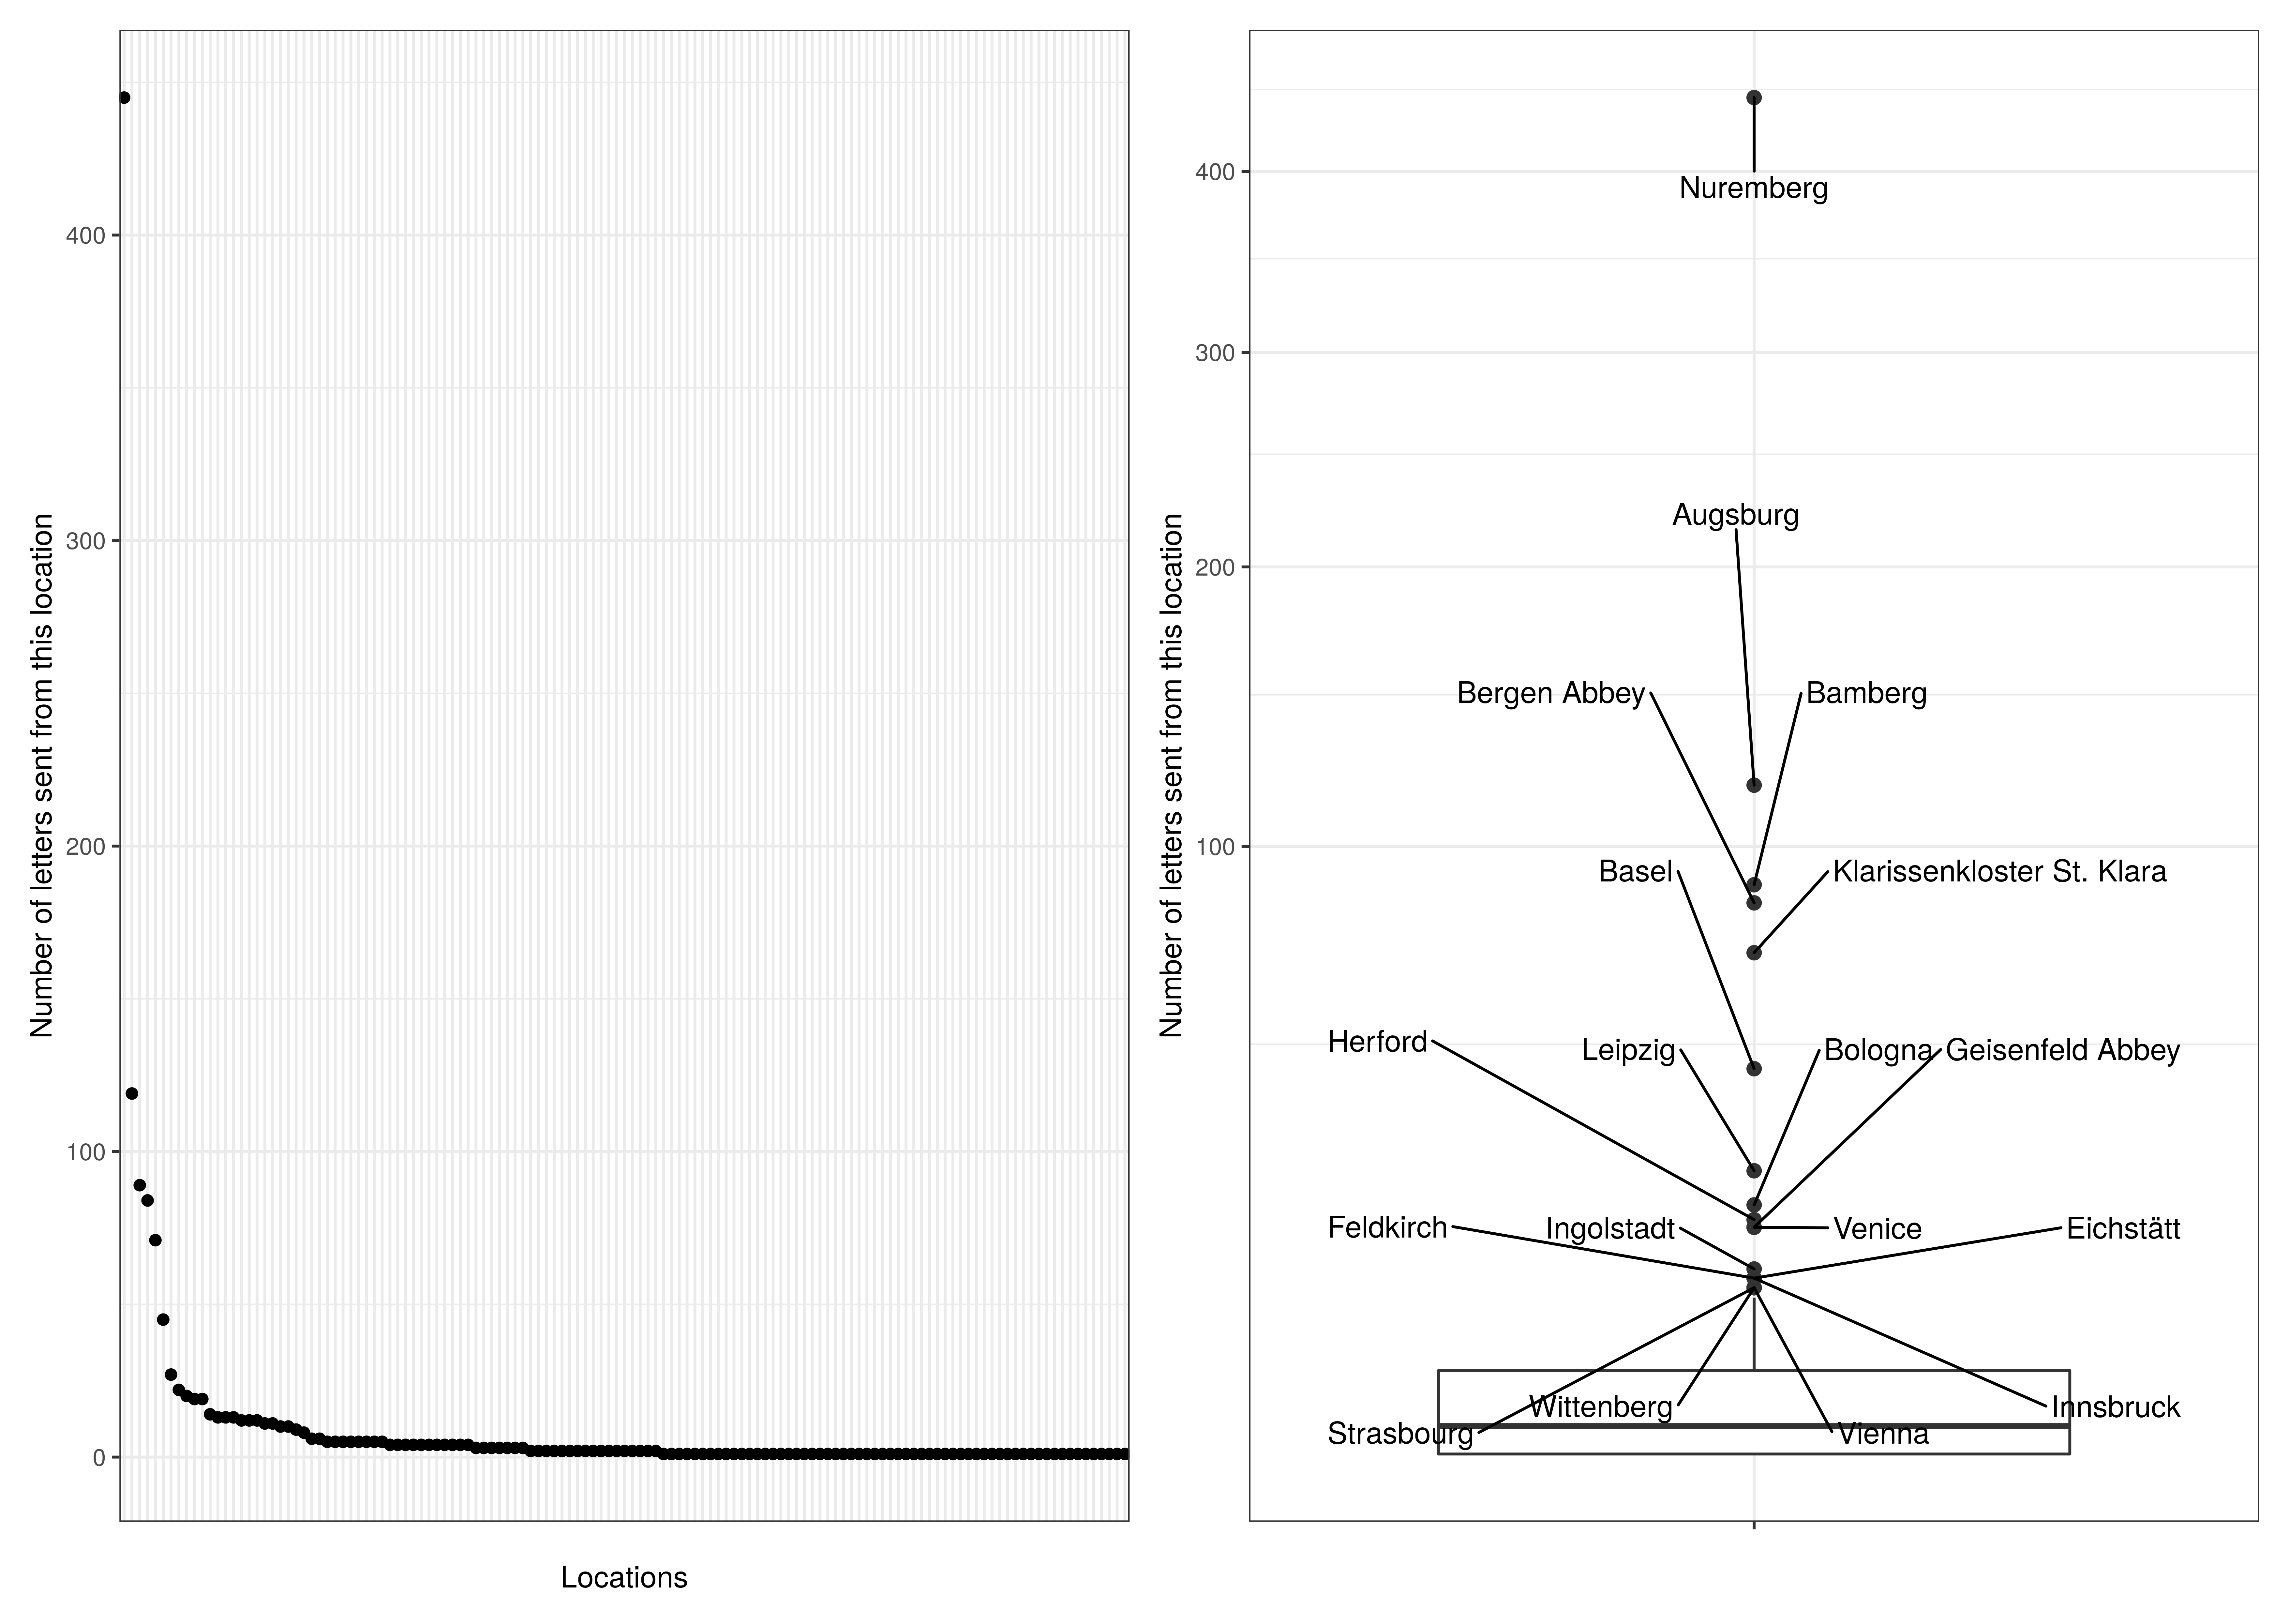 Number of letters sent from this location
400
300
200
100
0
Locations
Number of letters sent from this location
400
300
200
100
Nuremberg
Augsburg
Bergen Abbey
Bamberg
Basel
Klarissenkloster St. Klara
Herford
Leipzig
Bologna
Geisenfeld Abbey
Feldkirch
Ingolstadt
Venice
Eichstätt
Wittenberg
Innsbruck
Strasbourg
Vienna